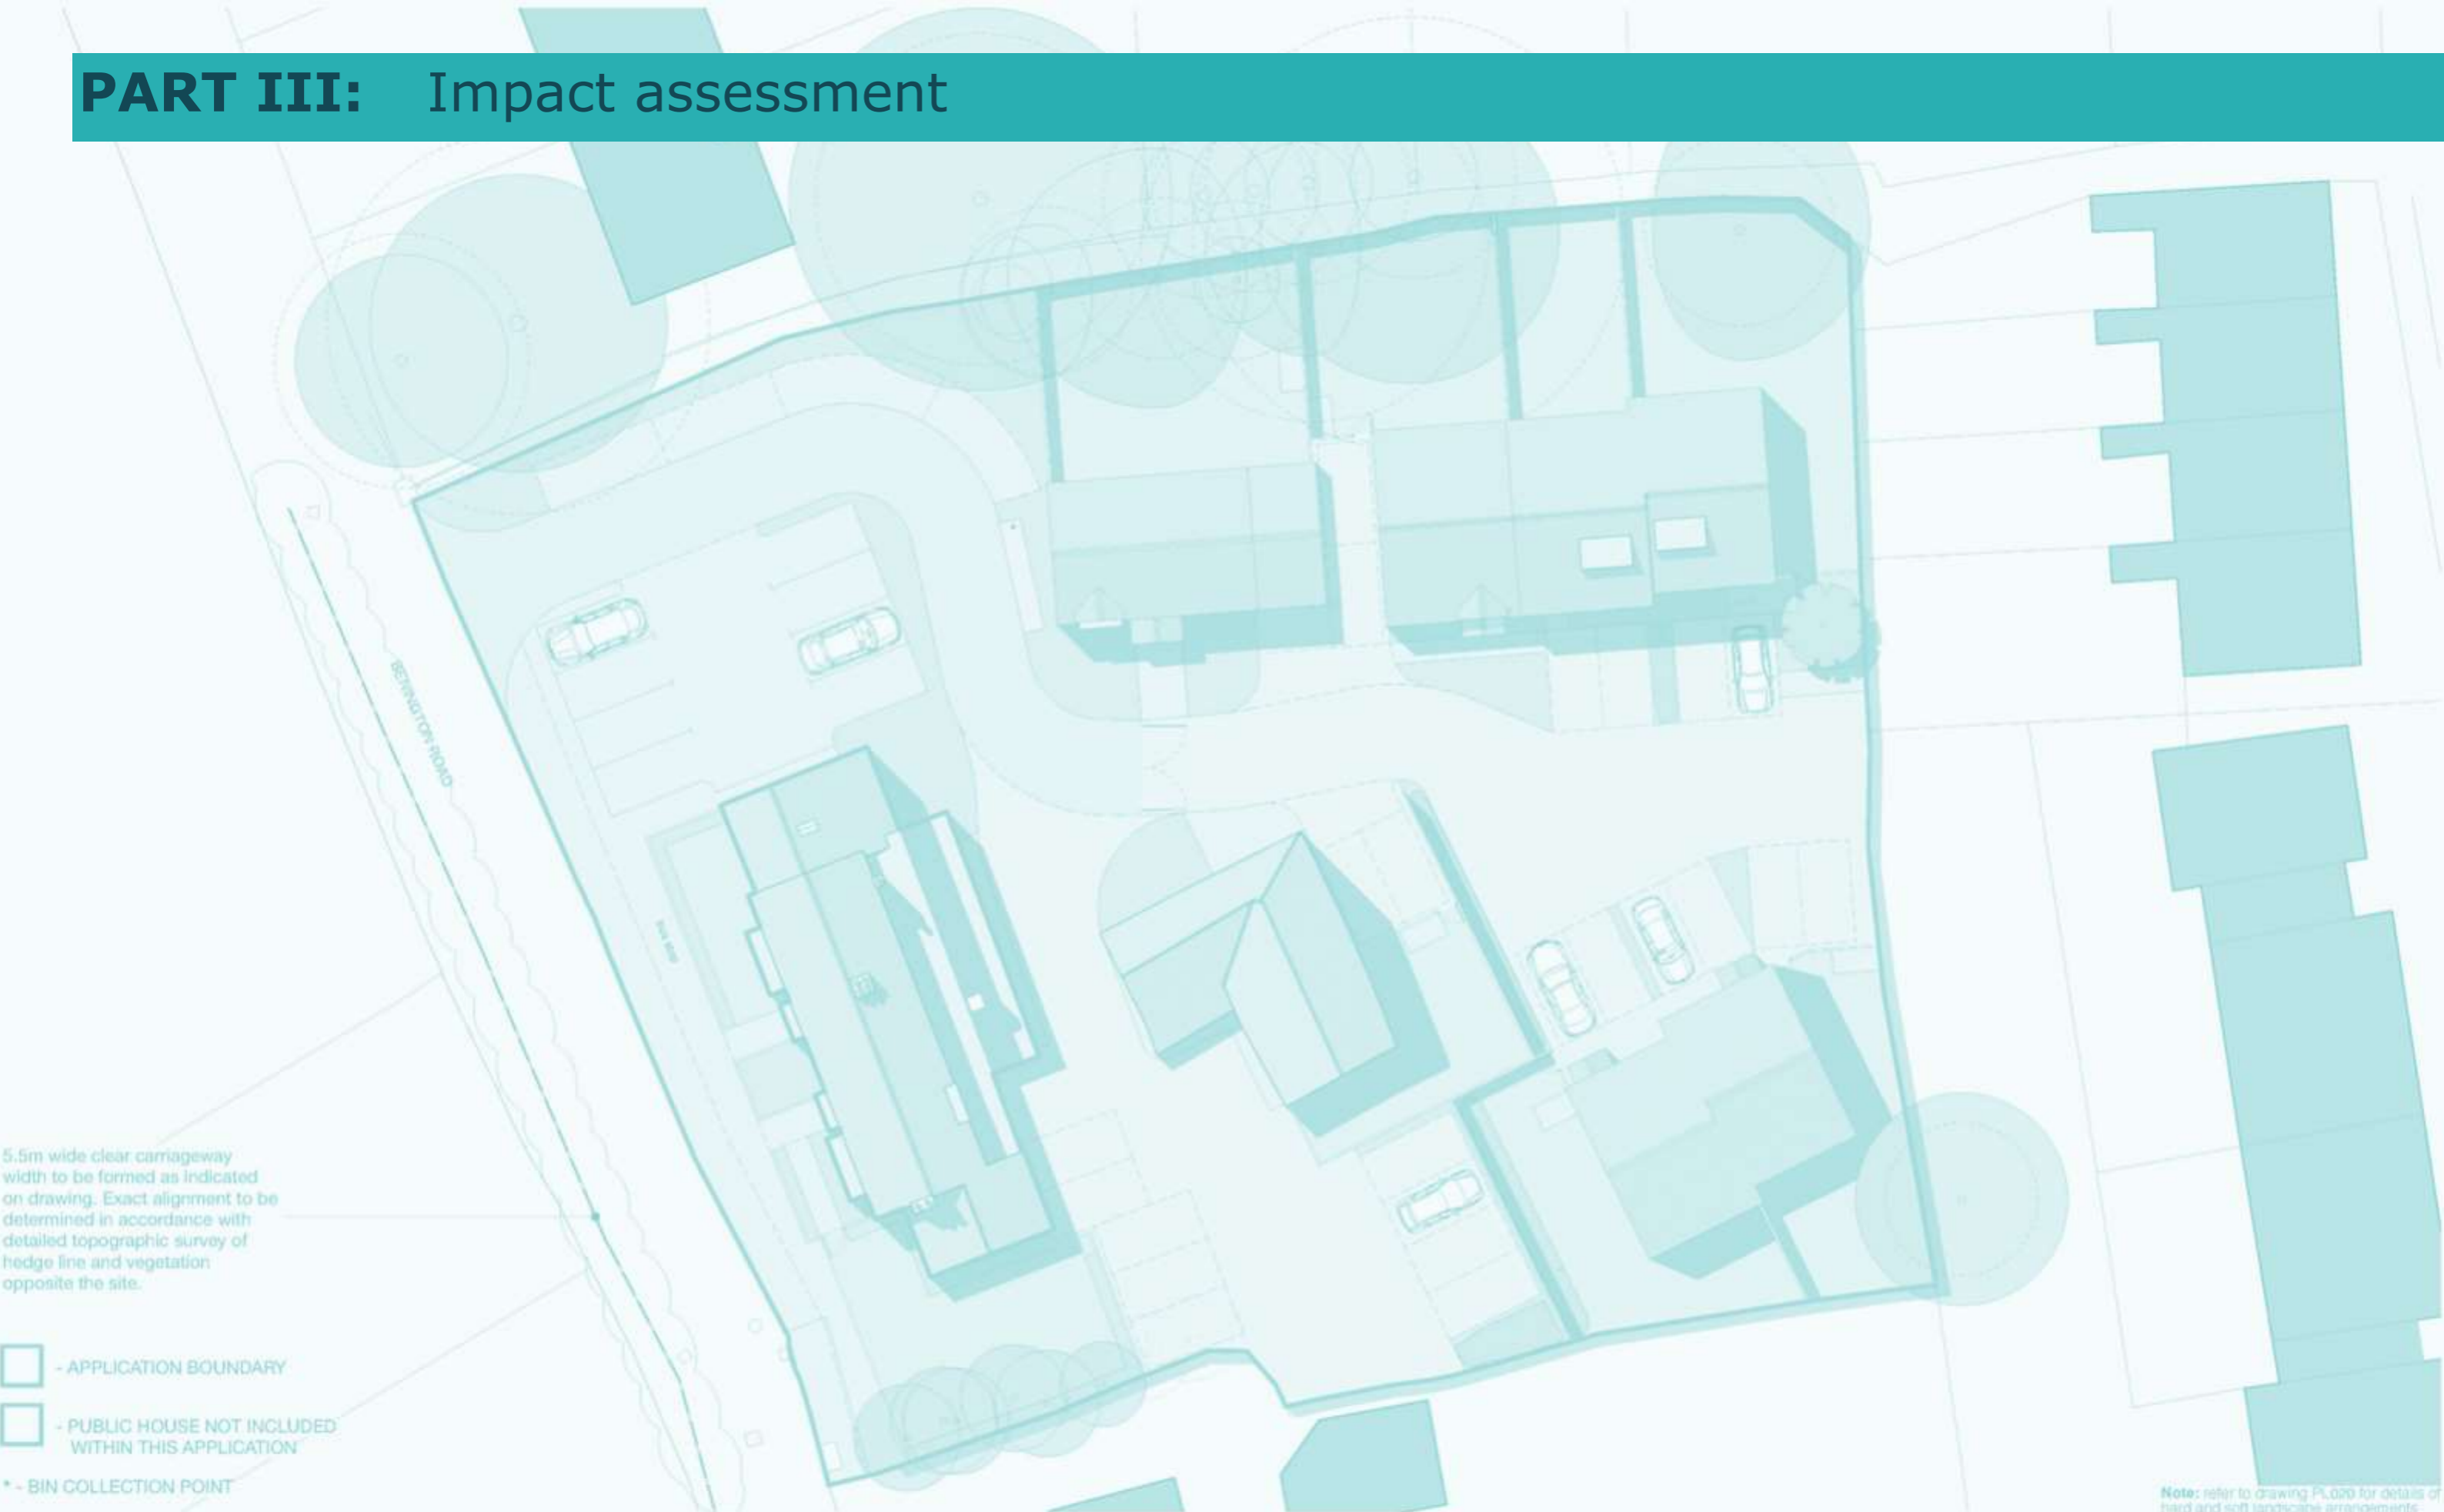 PART III: Impact assessment
BERINGTON ROAD
5.5m wide clear carriageway
width to be formed as indicated
on drawing. Exact alignment to be
determined in accordance with
detailed topographic survey of
hedge line and vegetation
opposite the site.
- APPLICATION BOUNDARY
- PUBLIC HOUSE NOT INCLUDED
WITHIN THIS APPLICATION
* - BIN COLLECTION POINT
Note: refer to drawing PL020 for details of
hard and soft landscape arrangements